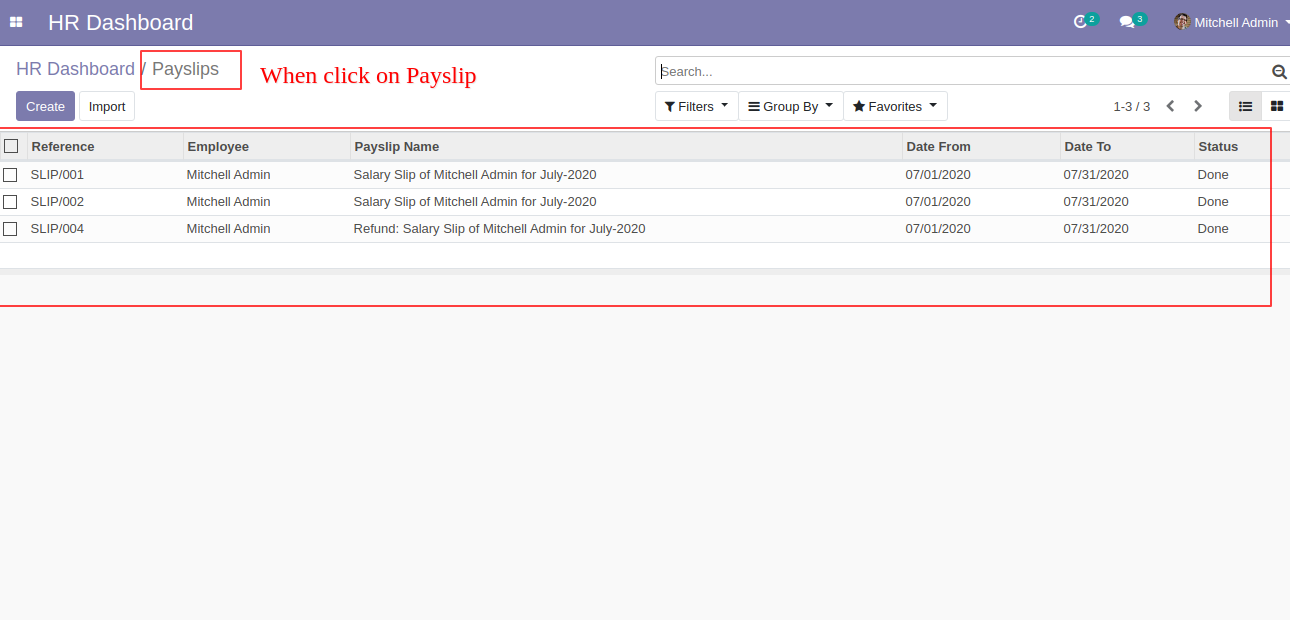 HR Dashboard 2 3 Mitchell Admin
HR Dashboard / Payslips When click on Payslip Search...
Create Import Filters Group By Favorites 1-3 / 3
Reference Employee Payslip Name Date From Date To Status
SLIP/001 Mitchell Admin Salary Slip of Mitchell Admin for July-2020 07/01/2020 07/31/2020 Done
SLIP/002 Mitchell Admin Salary Slip of Mitchell Admin for July-2020 07/01/2020 07/31/2020 Done
SLIP/004 Mitchell Admin Refund: Salary Slip of Mitchell Admin for July-2020 07/01/2020 07/31/2020 Done